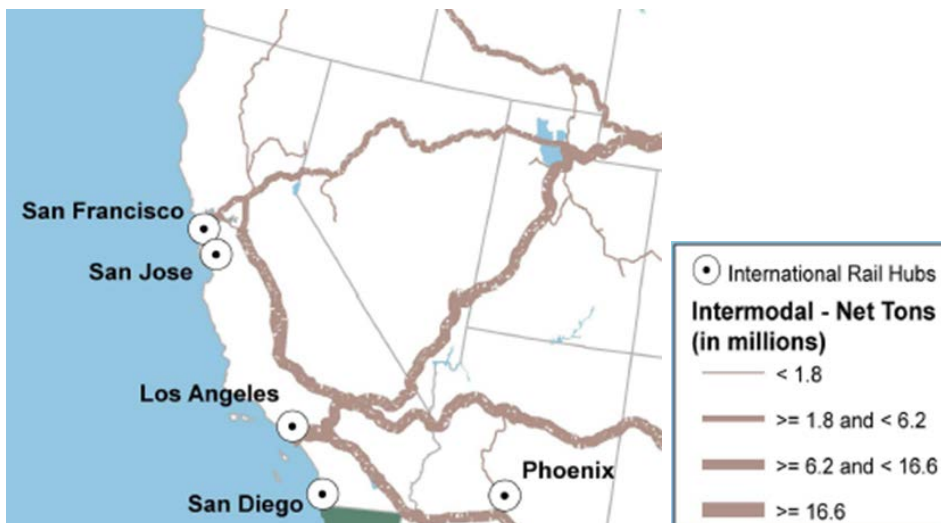 San Francisco
San Jose
Los Angeles
Phoenix
San Diego
International Rail Hubs
Intermodal - Net Tons
(in millions)
< 1.8
>= 1.8 and < 6.2
>= 6.2 and < 16.6
>= 16.6